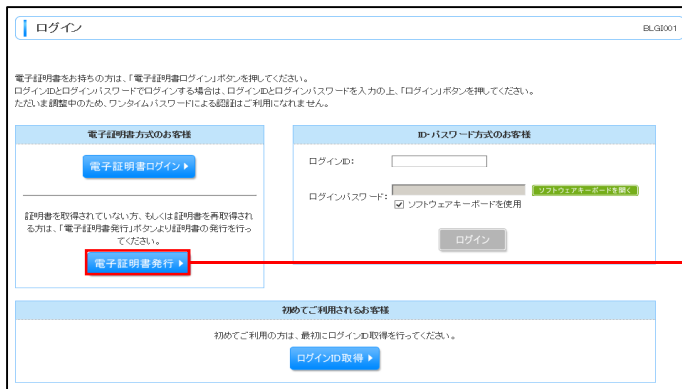 ログイン
BLGI001
電子証明書をお持ちの方は、「電子証明書ログイン」ボタンを押してください。
ログインIDとログインパスワードでログインする場合は、ログインIDとログインパスワードを入力の上、「ログイン」ボタンを押してください。
ただいま調整中のため、ワンタイムパスワードによる認証はご利用になれません。
電子証明書方式のお客様
電子証明書ログイン
証明書を取得されていない方、もしくは証明書を再取得され
る方は、「電子証明書発行」ボタンより証明書の発行を行っ
てください。
電子証明書発行
ID・パスワード方式のお客様
ログインID：
ログインパスワード：
ソフトウェアキーボードを開く
ソフトウェアキーボードを使用
ログイン
初めてご利用されるお客様
初めてご利用の方は、最初にログインID取得を行ってください。
ログインID取得